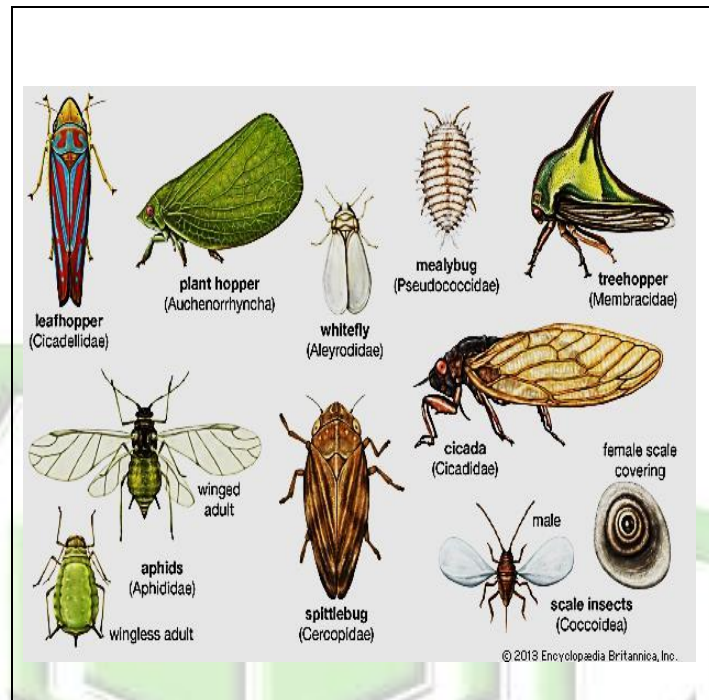 leafhopper
(Cicadellidae)
plant hopper
(Auchenorrhyncha)
whitefly
(Aleyrodidae)
mealybug
(Pseudococcidae)
treehopper
(Membracidae)
winged
adult
aphids
(Aphididae)
wingless adult
spittlebug
(Cercopidae)
cicada
(Cicadidae)
female scale
covering
male
scale insects
(Coccoidea)
© 2013 Encyclopædia Britannica, Inc.